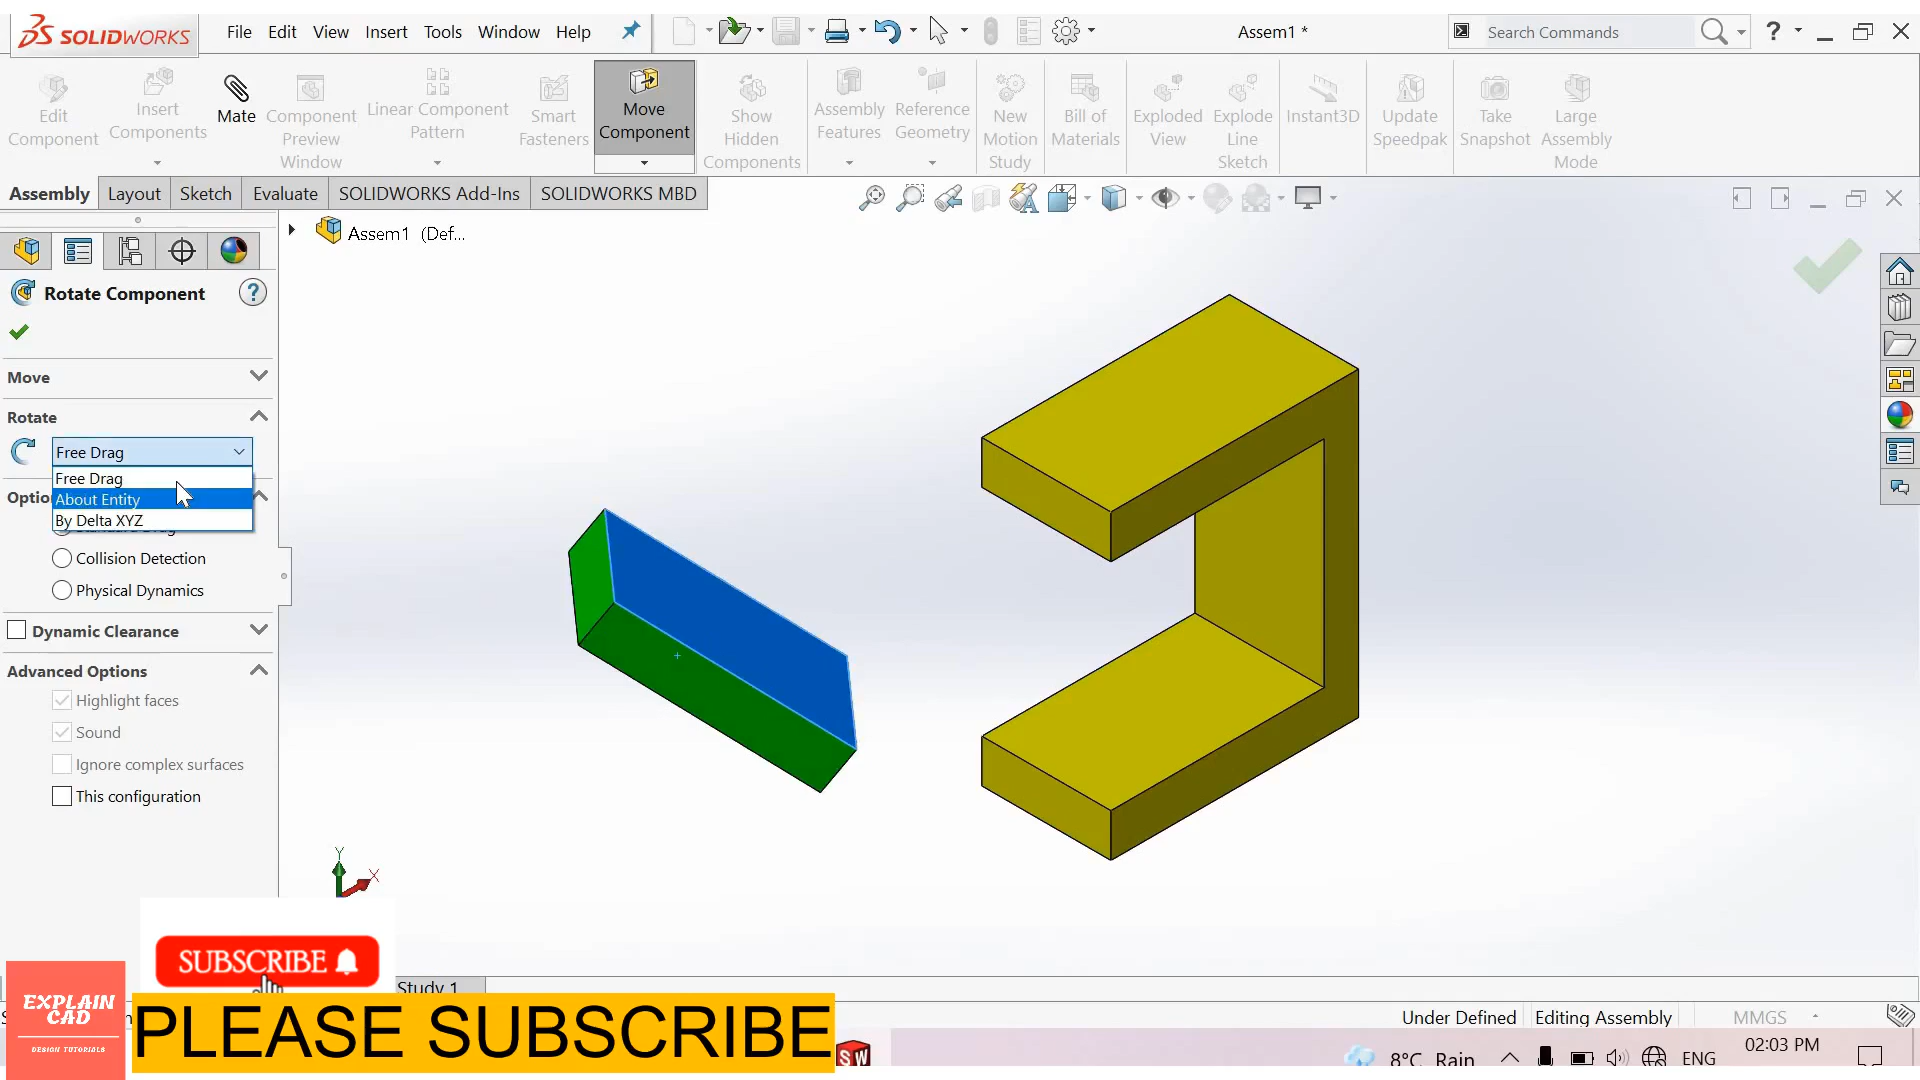 SOLIDWORKS File Edit View Insert Tools Window Help Assem1 * Search Commands ?
Edit Component
Insert Components
Mate
Component Preview Window
Linear Component Pattern
Smart Fasteners
Move Component
Show Hidden Components
Assembly Features
Reference Geometry
New Motion Study
Bill of Materials
Exploded View
Explode Line Sketch
Instant3D
Update Speedpak
Take Snapshot
Large Assembly Mode
Assembly Layout Sketch Evaluate SOLIDWORKS Add-Ins SOLIDWORKS MBD
Assem1 (Def...
Rotate Component ?
Move
Rotate
Free Drag
Free Drag
About Entity
By Delta XYZ
Collision Detection
Physical Dynamics
Dynamic Clearance
Advanced Options
Highlight faces
Sound
Ignore complex surfaces
This configuration
Y
X
SUBSCRIBE
Study 1
EXPLAIN
CAD
DESIGN TUTORIALS
PLEASE SUBSCRIBE
SW
Under Defined Editing Assembly MMGS
8°C Rain ENG 02:03 PM